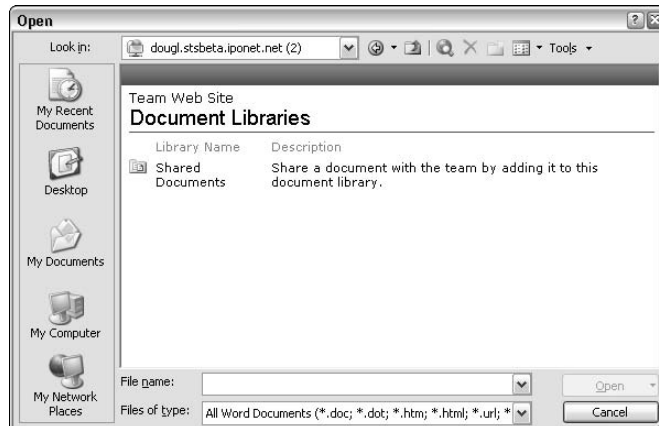 Open
Look in:
dougl.stsbeta.iponet.net (2)
Tools
My Recent
Documents
Desktop
My Documents
My Computer
My Network
Places
Team Web Site
Document Libraries
Library Name Description
Shared
Documents
Share a document with the team by adding it to this
document library.
File name:
Open
Files of type:
All Word Documents (*.doc; *.dot; *.htm; *.html; *.url; *
Cancel